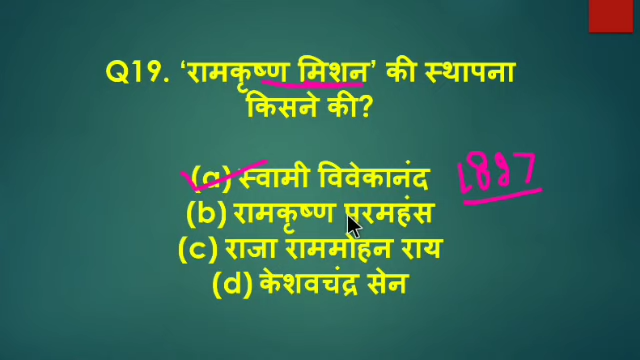 Q19. ‘रामकृष्ण मिशन’ की स्थापना
किसने की?
(a) स्वामी विवेकानंद
1897
(b) रामकृष्ण परमहंस
(c) राजा राममोहन राय
(d) केशवचंद्र सेन